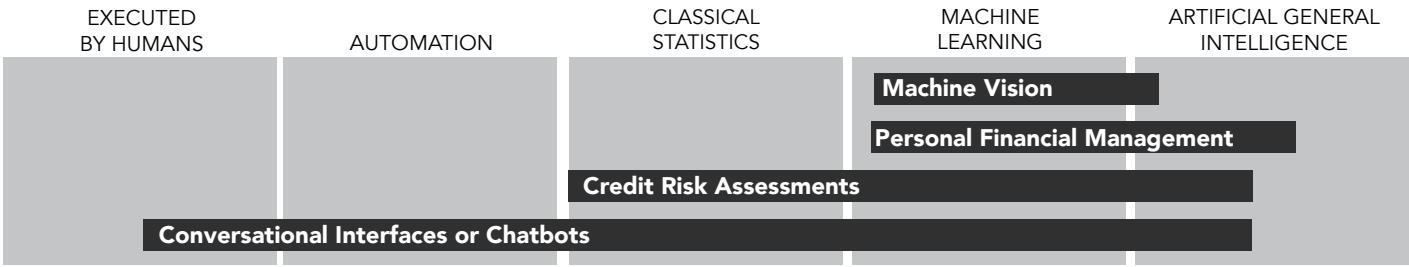 EXECUTED
BY HUMANS
AUTOMATION
CLASSICAL
STATISTICS
MACHINE
LEARNING
ARTIFICIAL GENERAL
INTELLIGENCE
Machine Vision
Personal Financial Management
Credit Risk Assessments
Conversational Interfaces or Chatbots